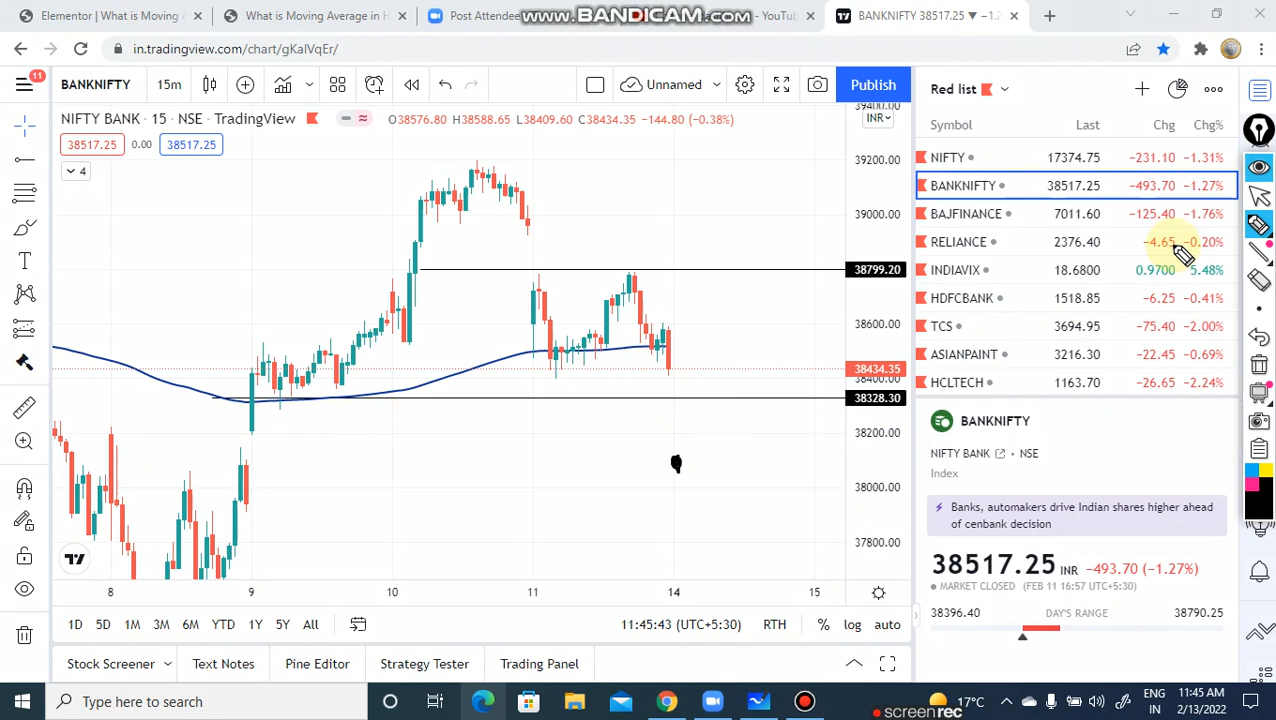 Elementor | What is Moving A
What is Moving Average in H
Post Attendee
www.BANDICAM.com
- YouTube
BANKNIFTY 38517.25 ▼ −1.2
in.tradingview.com/chart/gKaIVqEr/
11
BANKNIFTY
15m
Unnamed
Publish
NIFTY BANK · 15 · NSE · TradingView
O38576.80 H38588.65 L38409.60 C38434.35 −144.80 (−0.38%)
39400.00
INR
38517.25 0.00 38517.25
4
39200.00
39000.00
38799.20
38600.00
38434.35
38400.00
38328.30
38200.00
38000.00
37800.00
8 9 10 11 14 15
1D 5D 1M 3M 6M YTD 1Y 5Y All
11:45:43 (UTC+5:30) RTH % log auto
Stock Screener Text Notes Pine Editor Strategy Tester Trading Panel
Red list
Symbol Last Chg Chg%
NIFTY 17374.75 −231.10 −1.31%
BANKNIFTY 38517.25 −493.70 −1.27%
BAJFINANCE 7011.60 −125.40 −1.76%
RELIANCE 2376.40 −4.65 −0.20%
INDIAVIX 18.6800 0.9700 5.48%
HDFCBANK 1518.85 −6.25 −0.41%
TCS 3694.95 −75.40 −2.00%
ASIANPAINT 3216.30 −22.45 −0.69%
HCLTECH 1163.70 −26.65 −2.24%
BANKNIFTY
NIFTY BANK • NSE
Index
Banks, automakers drive Indian shares higher ahead
of cenbank decision
38517.25 INR −493.70 (−1.27%)
MARKET CLOSED (FEB 11 16:57 UTC+5:30)
38396.40 DAY'S RANGE 38790.25
Type here to search
17°C
ENG
IN
11:45 AM
2/13/2022
screen rec